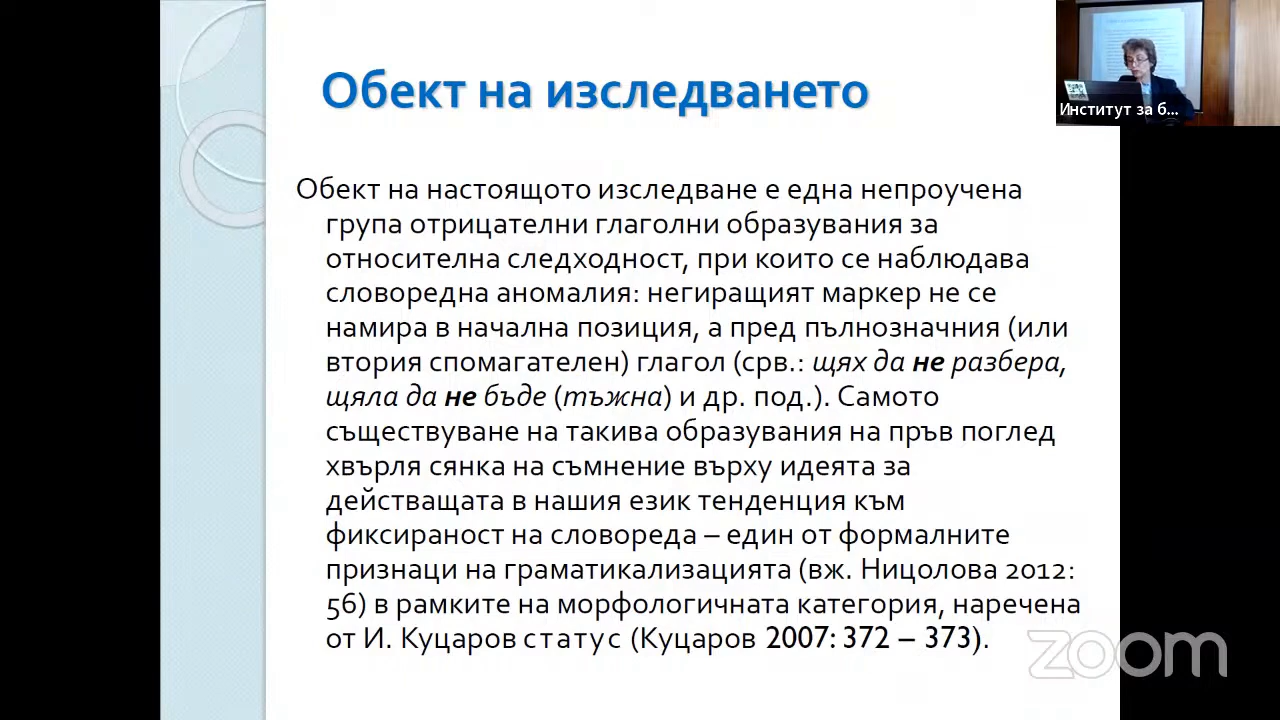 Обект на изследването
Институт за б...
Обект на настоящото изследване е една непроучена
група отрицателни глаголни образувания за
относителна следходност, при които се наблюдава
словоредна аномалия: негиращият маркер не се
намира в начална позиция, а пред пълнозначния (или
втория спомагателен) глагол (срв.: щях да не разбера,
щяла да не бъде (тъжна) и др. под.). Самото
съществуване на такива образувания на пръв поглед
хвърля сянка на съмнение върху идеята за
действащата в нашия език тенденция към
фиксираност на словореда – един от формалните
признаци на граматикализацията (вж. Ницолова 2012:
56) в рамките на морфологичната категория, наречена
от И. Куцаров с т а т у с (Куцаров 2007: 372 – 373).
zoom